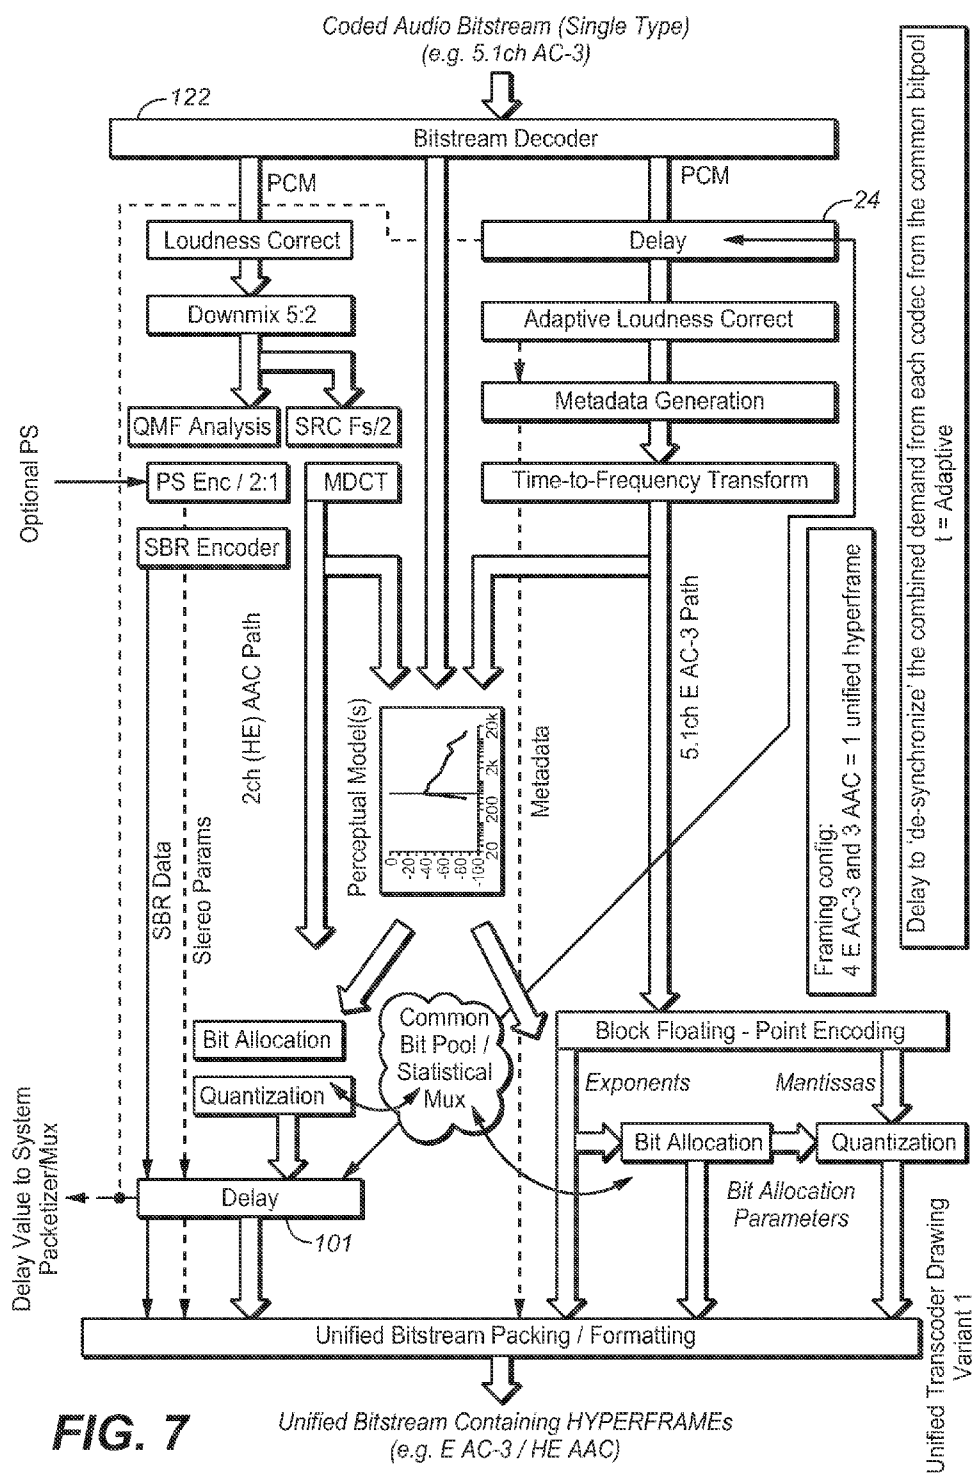 Coded Audio Bitstream (Single Type)
(e.g. 5.1ch AC-3)
122
Bitstream Decoder
PCM
PCM
24
Loudness Correct
Delay
Downmix 5:2
Adaptive Loudness Correct
Metadata Generation
QMF Analysis
SRC Fs/2
Optional PS
PS Enc / 2:1
MDCT
Time-to-Frequency Transform
SBR Encoder
2ch (HE) AAC Path
5.1ch E AC-3 Path
SBR Data
Stereo Params
Perceptual Model(s)
0
-20
-40
-60
-80
-100
20
200
2k
20k
Metadata
Framing config:
4 E AC-3 and 3 AAC = 1 unified hyperframe
Delay to 'de-synchronize' the combined demand from each codec from the common bitpool
t = Adaptive
Bit Allocation
Quantization
Common
Bit Pool /
Statistical
Mux
Block Floating - Point Encoding
Exponents
Mantissas
Bit Allocation
Quantization
Bit Allocation
Parameters
Delay Value to System
Packetizer/Mux
Delay
101
Unified Bitstream Packing / Formatting
Unified Transcoder Drawing
Variant 1
Unified Bitstream Containing HYPERFRAMEs
(e.g. E AC-3 / HE AAC)
FIG. 7